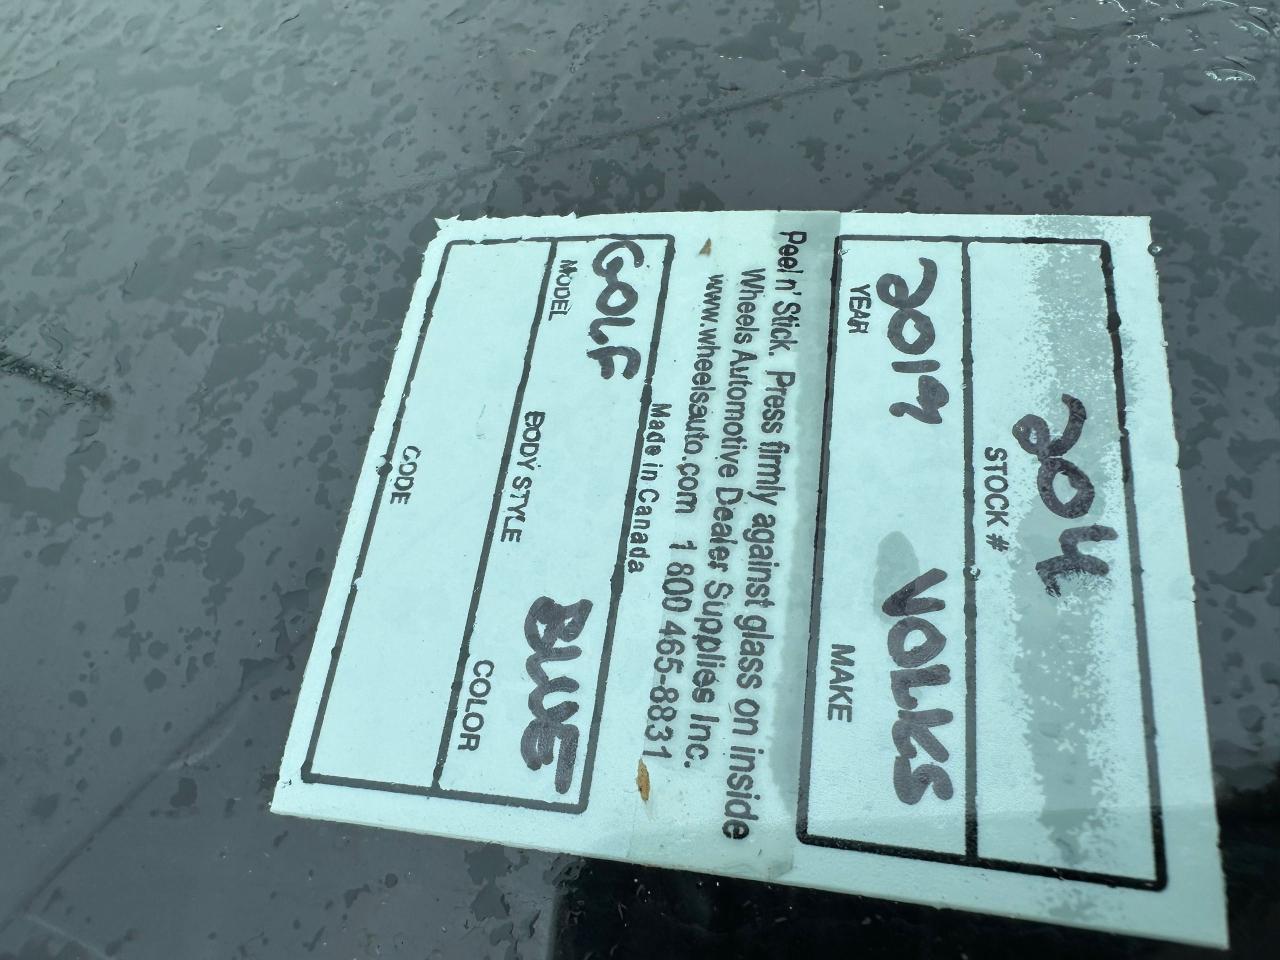 204
STOCK #
2019 VOLKS
YEAR MAKE
Peel n' Stick. Press firmly against glass on inside
Wheels Automotive Dealer Supplies Inc.
www.wheelsauto.com 1 800 465-8831
Made in Canada
GOLF BLUE
MODEL BODY STYLE COLOR
CODE